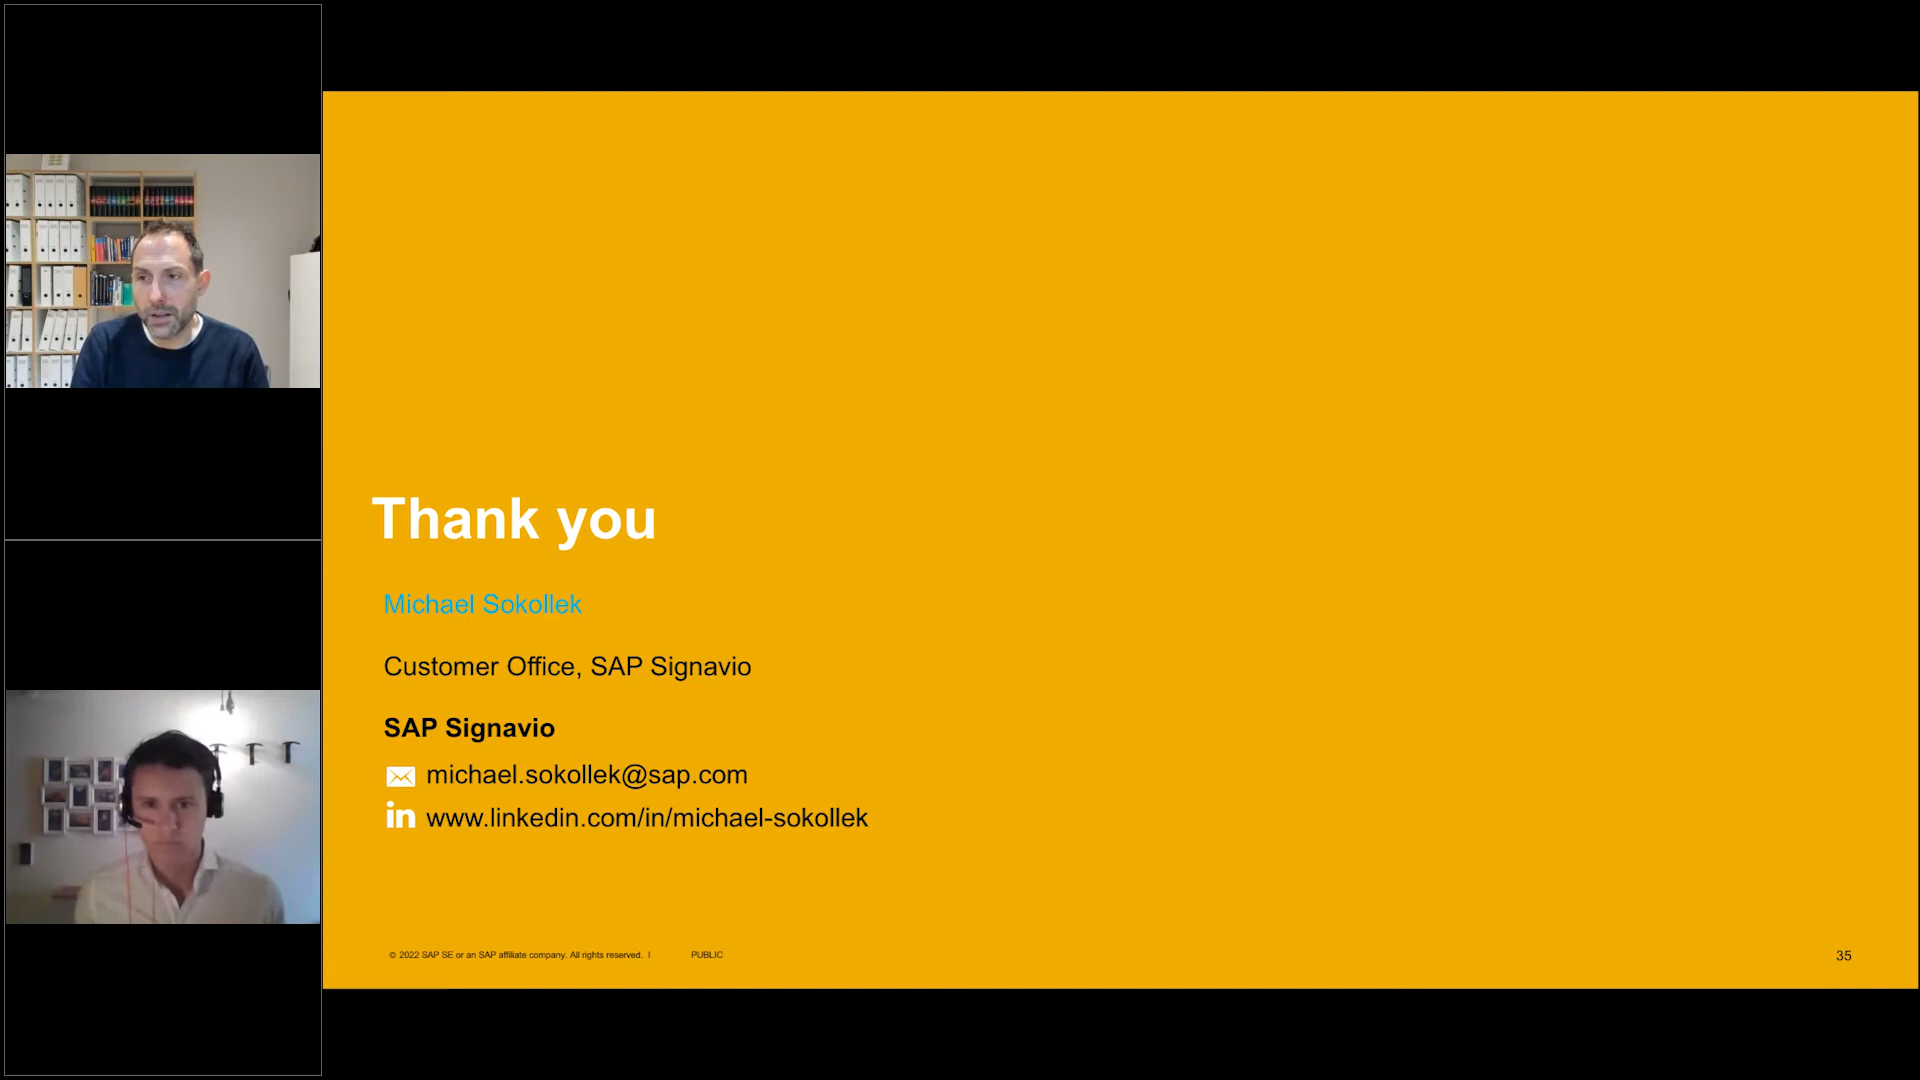 Thank you
Michael Sokollek
Customer Office, SAP Signavio
SAP Signavio
michael.sokollek@sap.com
in www.linkedin.com/in/michael-sokollek
© 2022 SAP SE or an SAP affiliate company. All rights reserved. I PUBLIC
35